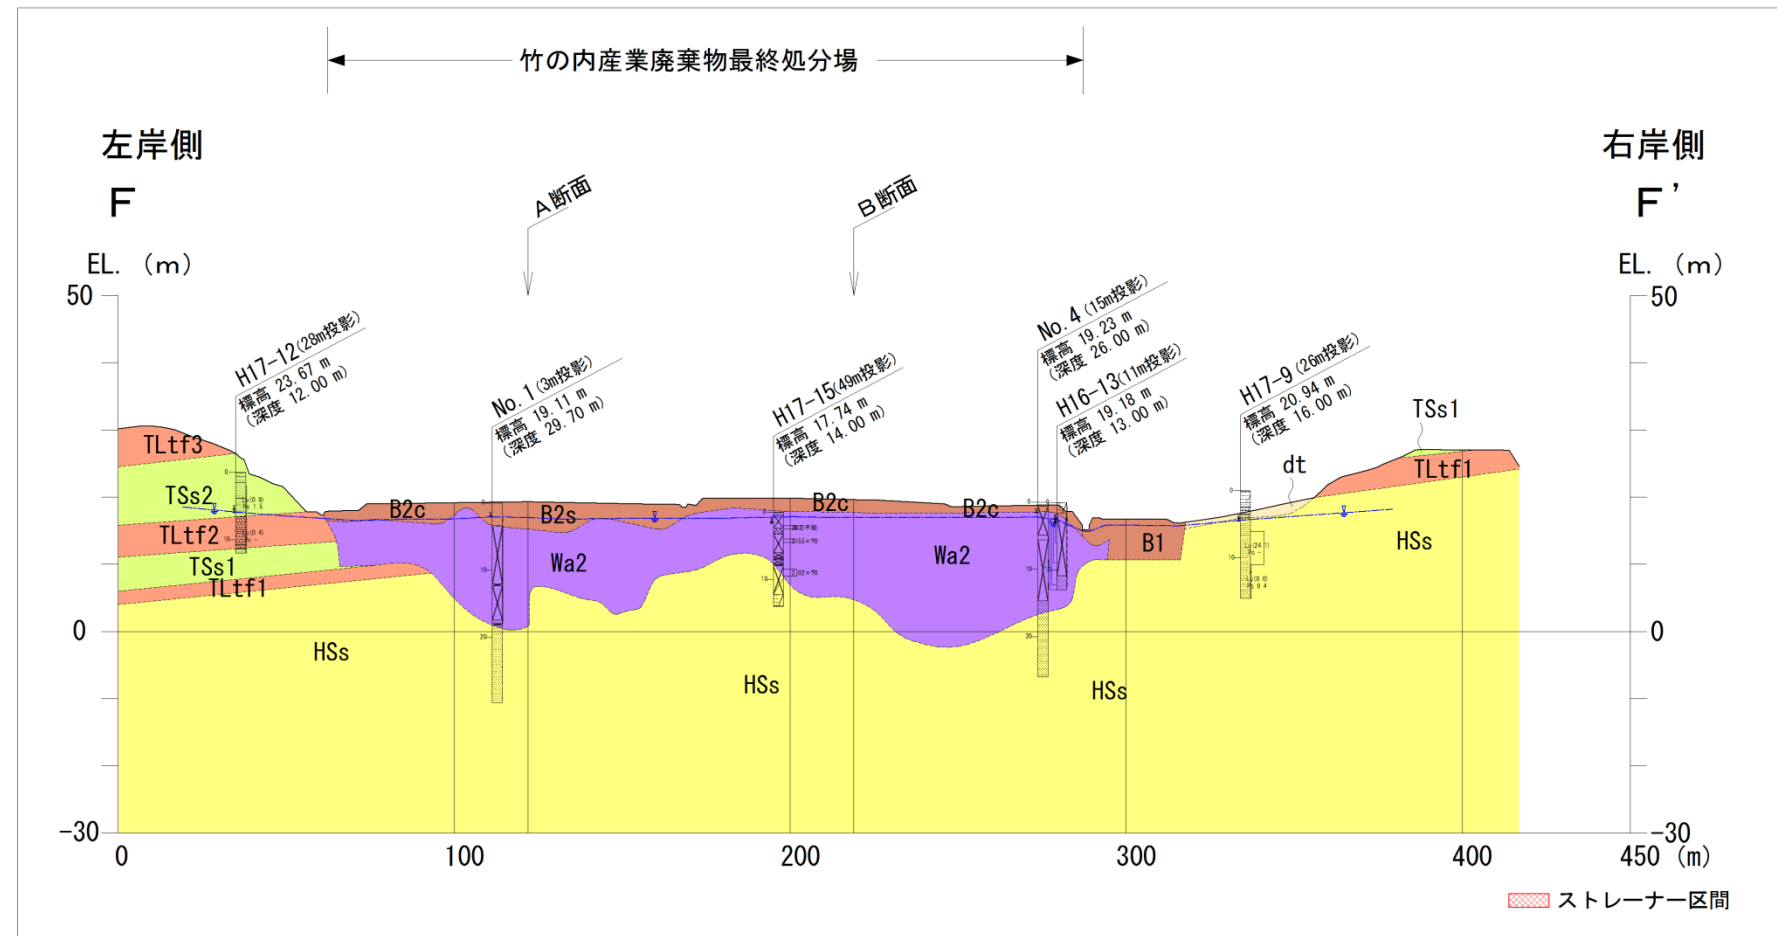 竹の内産業廃棄物最終処分場
左岸側
右岸側
F
F'
A断面
B断面
EL. (m)
EL. (m)
50
50
H17-12(28m投影)
標高 23.67 m
(深度 12.00 m)
No.1(3m投影)
標高 19.11 m
(深度 29.70 m)
H17-15(49m投影)
標高 17.74 m
(深度 14.00 m)
No.4(15m投影)
標高 19.23 m
(深度 26.00 m)
H16-13(11m投影)
標高 19.18 m
(深度 13.00 m)
H17-9(26m投影)
標高 20.94 m
(深度 16.00 m)
TSs1
TLtf3
TLtf1
dt
TSs2
B2c
B2s
B2c
B2c
TLtf2
B1
HSs
TSs1
Wa2
Wa2
TLtf1
0
0
HSs
HSs
HSs
-30
-30
0
100
200
300
400
450 (m)
ストレーナー区間